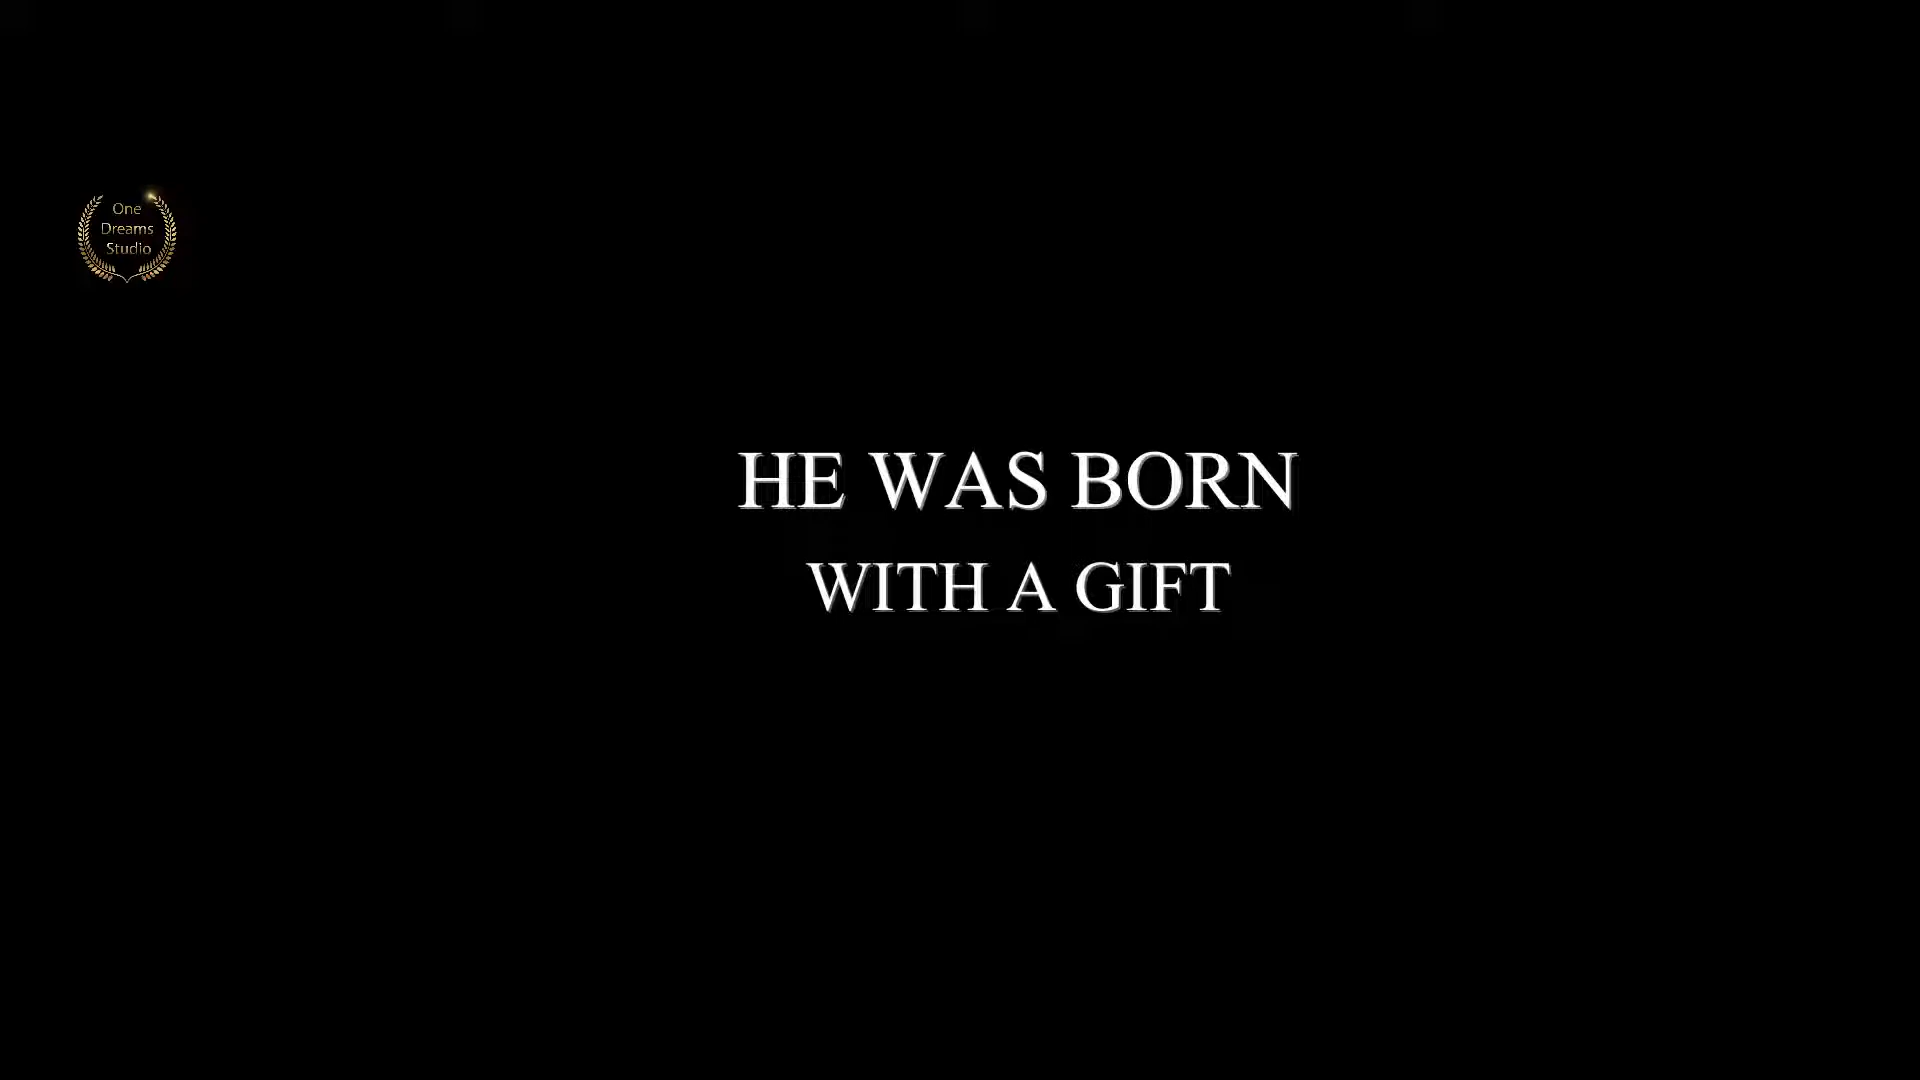 One
Dreams
Studio
HE WAS BORN
WITH A GIFT